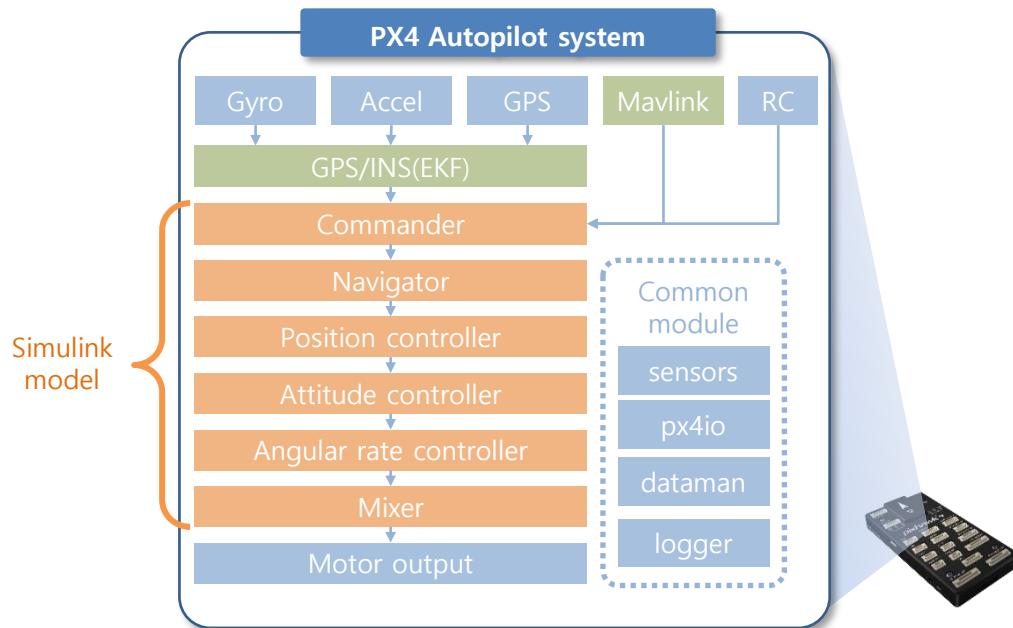 PX4 Autopilot system
Gyro
Accel
GPS
Mavlink
RC
GPS/INS(EKF)
Commander
Navigator
Position controller
Attitude controller
Angular rate controller
Mixer
Motor output
Simulink
model
Common
module
sensors
px4io
dataman
logger